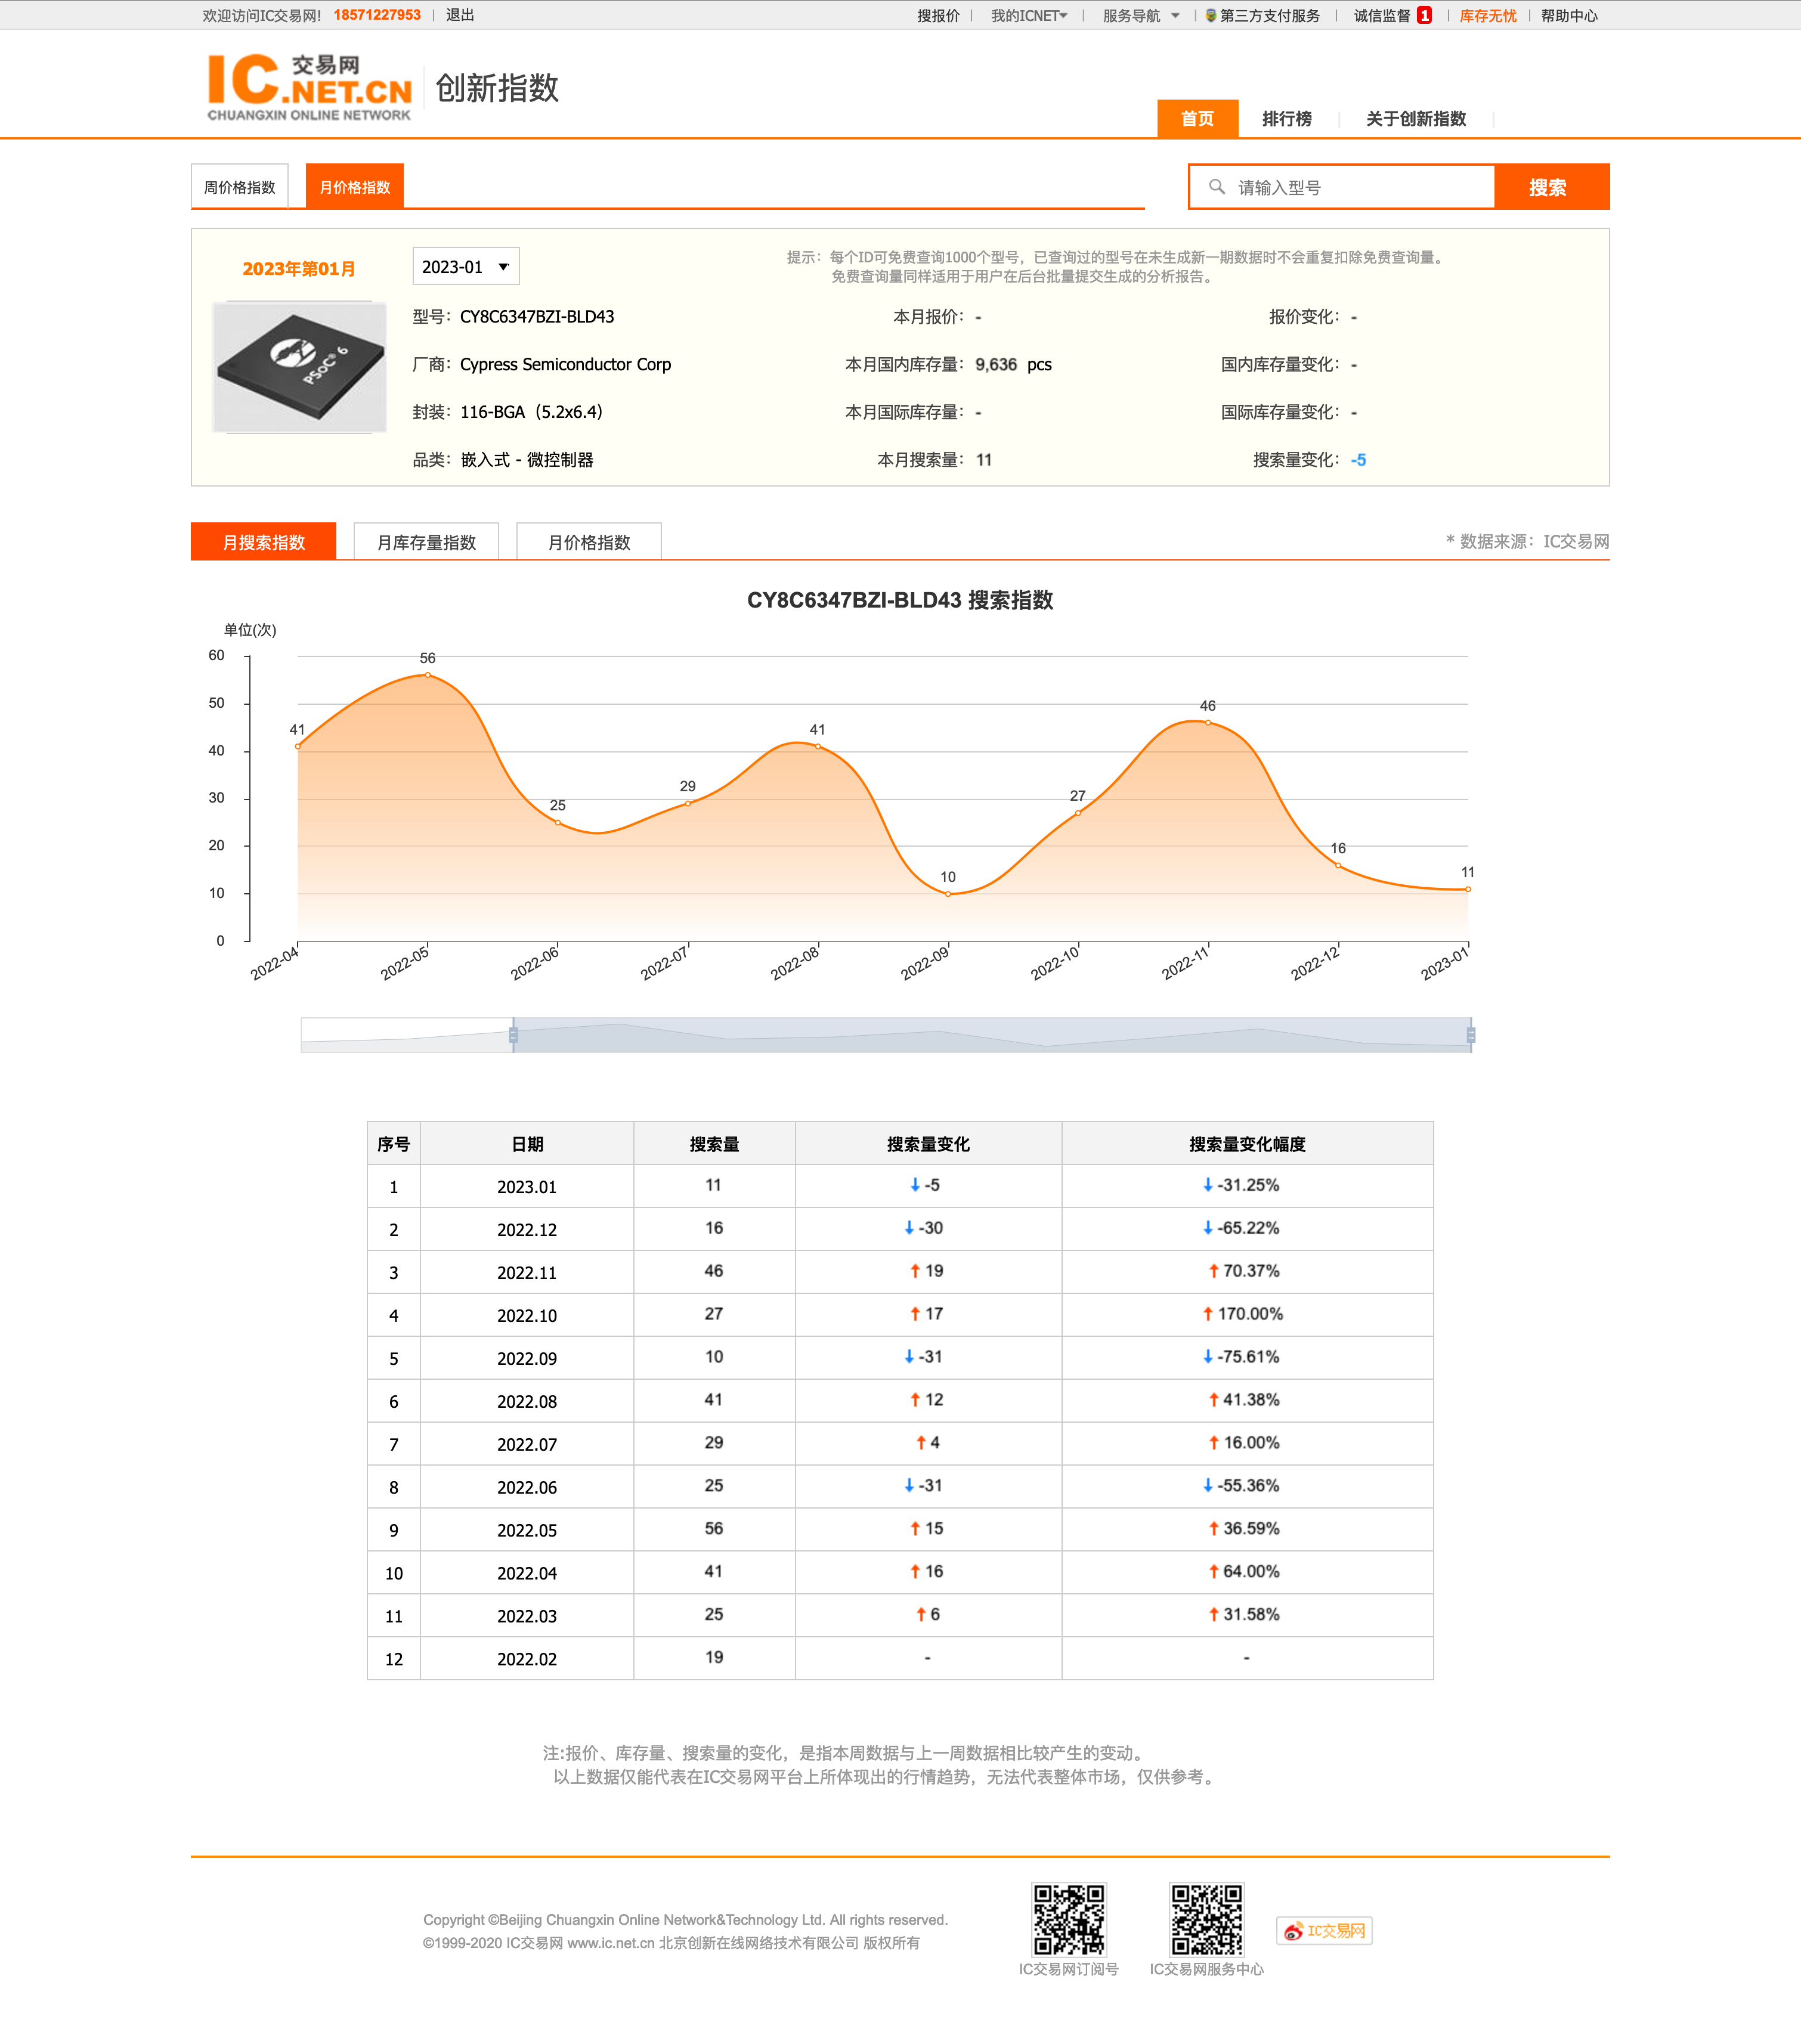 欢迎访问IC交易网! 18571227953 | 退出 搜报价 | 我的ICNET | 服务导航 | 第三方支付服务 | 诚信监督 1 | 库存无忧 | 帮助中心
交易网
IC.NET.CN
CHUANGXIN ONLINE NETWORK
创新指数
首页 排行榜 关于创新指数
周价格指数 月价格指数 请输入型号 搜索
2023年第01月 2023-01
提示：每个ID可免费查询1000个型号，已查询过的型号在未生成新一期数据时不会重复扣除免费查询量。
免费查询量同样适用于用户在后台批量提交生成的分析报告。
PSoC® 6
型号：CY8C6347BZI-BLD43 本月报价：- 报价变化：-
厂商：Cypress Semiconductor Corp 本月国内库存量：9,636 pcs 国内库存量变化：-
封装：116-BGA（5.2x6.4） 本月国际库存量：- 国际库存量变化：-
品类：嵌入式 - 微控制器 本月搜索量：11 搜索量变化：-5
月搜索指数 月库存量指数 月价格指数 * 数据来源：IC交易网
CY8C6347BZI-BLD43 搜索指数
单位(次)
60
50
40
30
20
10
0
41 56 25 29 41 10 27 46 16 11
2022-04 2022-05 2022-06 2022-07 2022-08 2022-09 2022-10 2022-11 2022-12 2023-01
序号 日期 搜索量 搜索量变化 搜索量变化幅度
1 2023.01 11 ↓ -5 ↓ -31.25%
2 2022.12 16 ↓ -30 ↓ -65.22%
3 2022.11 46 ↑ 19 ↑ 70.37%
4 2022.10 27 ↑ 17 ↑ 170.00%
5 2022.09 10 ↓ -31 ↓ -75.61%
6 2022.08 41 ↑ 12 ↑ 41.38%
7 2022.07 29 ↑ 4 ↑ 16.00%
8 2022.06 25 ↓ -31 ↓ -55.36%
9 2022.05 56 ↑ 15 ↑ 36.59%
10 2022.04 41 ↑ 16 ↑ 64.00%
11 2022.03 25 ↑ 6 ↑ 31.58%
12 2022.02 19 - -
注:报价、库存量、搜索量的变化，是指本周数据与上一周数据相比较产生的变动。
以上数据仅能代表在IC交易网平台上所体现出的行情趋势，无法代表整体市场，仅供参考。
Copyright ©Beijing Chuangxin Online Network&Technology Ltd. All rights reserved.
©1999-2020 IC交易网 www.ic.net.cn 北京创新在线网络技术有限公司 版权所有
IC交易网订阅号 IC交易网服务中心 IC交易网